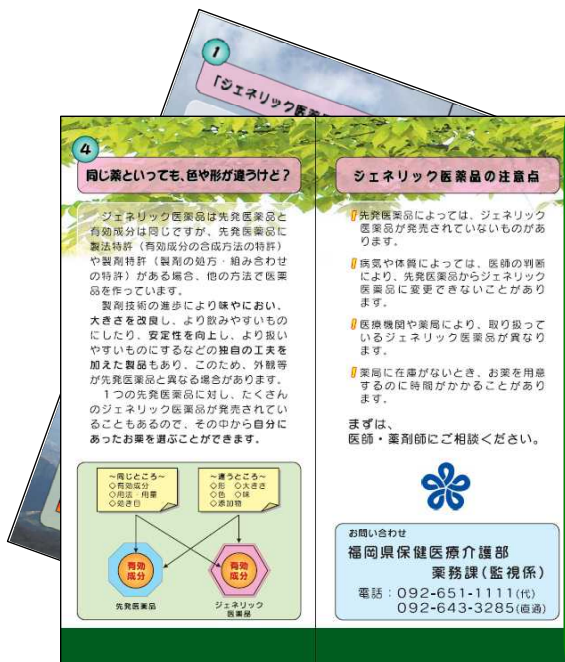 1
「ジェネリック医薬
4
同じ薬といっても、色や形が違うけど？
ジェネリック医薬品は先発医薬品と
有効成分は同じですが、先発医薬品に
製法特許（有効成分の合成方法の特許）
や製剤特許（製剤の処方・組み合わせ
の特許）がある場合、他の方法で医薬
品を作っています。
製剤技術の進歩により味やにおい、
大きさを改良し、より飲みやすいもの
にしたり、安定性を向上し、より扱い
やすいものにするなどの独自の工夫を
加えた製品もあり、このため、外観等
が先発医薬品と異なる場合があります。
１つの先発医薬品に対し、たくさん
のジェネリック医薬品が発売されてい
ることもあるので、その中から自分に
あったお薬を選ぶことができます。
～同じところ～
◇有効成分
◇用法・用量
◇効き目
～違うところ～
◇形 ◇大きさ
◇色 ◇味
◇添加物
有効
成分
先発医薬品
有効
成分
ジェネリック
医薬品
ジェネリック医薬品の注意点
先発医薬品によっては、ジェネリック
医薬品が発売されていないものがあ
ります。
病気や体質によっては、医師の判断
により、先発医薬品からジェネリック
医薬品に変更できないことがあり
ます。
医療機関や薬局により、取り扱って
いるジェネリック医薬品が異なり
ます。
薬局に在庫がないとき、お薬を用意
するのに時間がかかることがあり
ます。
まずは、
医師・薬剤師にご相談ください。
お問い合わせ
福岡県保健医療介護部
薬務課（監視係）
電話：092-651-1111(代)
092-643-3285(直通)